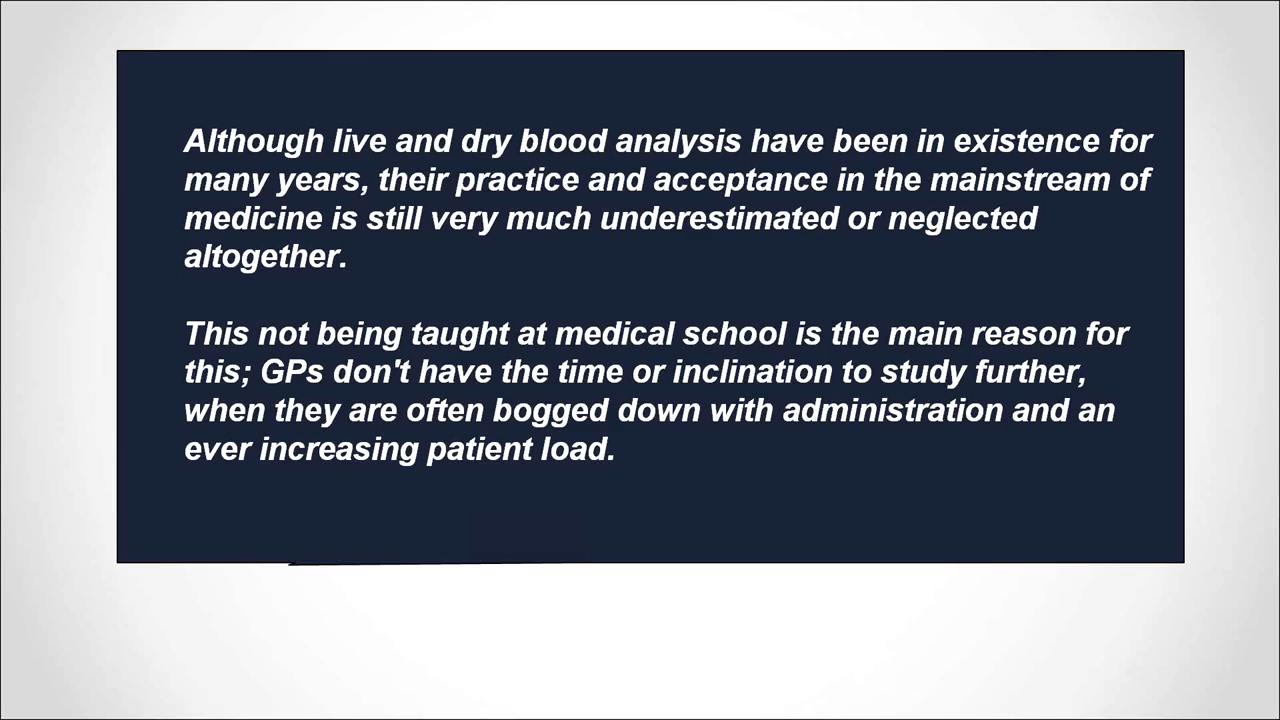 Although live and dry blood analysis have been in existence for
many years, their practice and acceptance in the mainstream of
medicine is still very much underestimated or neglected
altogether.
This not being taught at medical school is the main reason for
this; GPs don't have the time or inclination to study further,
when they are often bogged down with administration and an
ever increasing patient load.